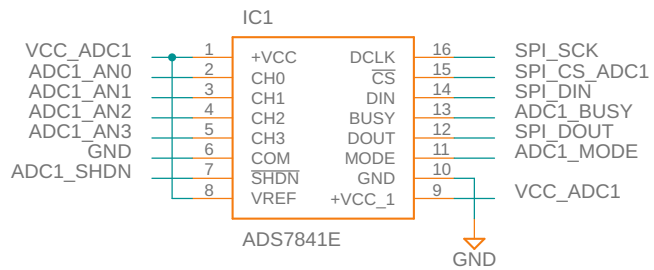 IC1
VCC_ADC1 1 +VCC DCLK 16 SPI_SCK
ADC1_AN0 2 CH0 CS 15 SPI_CS_ADC1
ADC1_AN1 3 CH1 DIN 14 SPI_DIN
ADC1_AN2 4 CH2 BUSY 13 ADC1_BUSY
ADC1_AN3 5 CH3 DOUT 12 SPI_DOUT
GND 6 COM MODE 11 ADC1_MODE
ADC1_SHDN 7 SHDN GND 10
8 VREF +VCC_1 9 VCC_ADC1
ADS7841E
GND